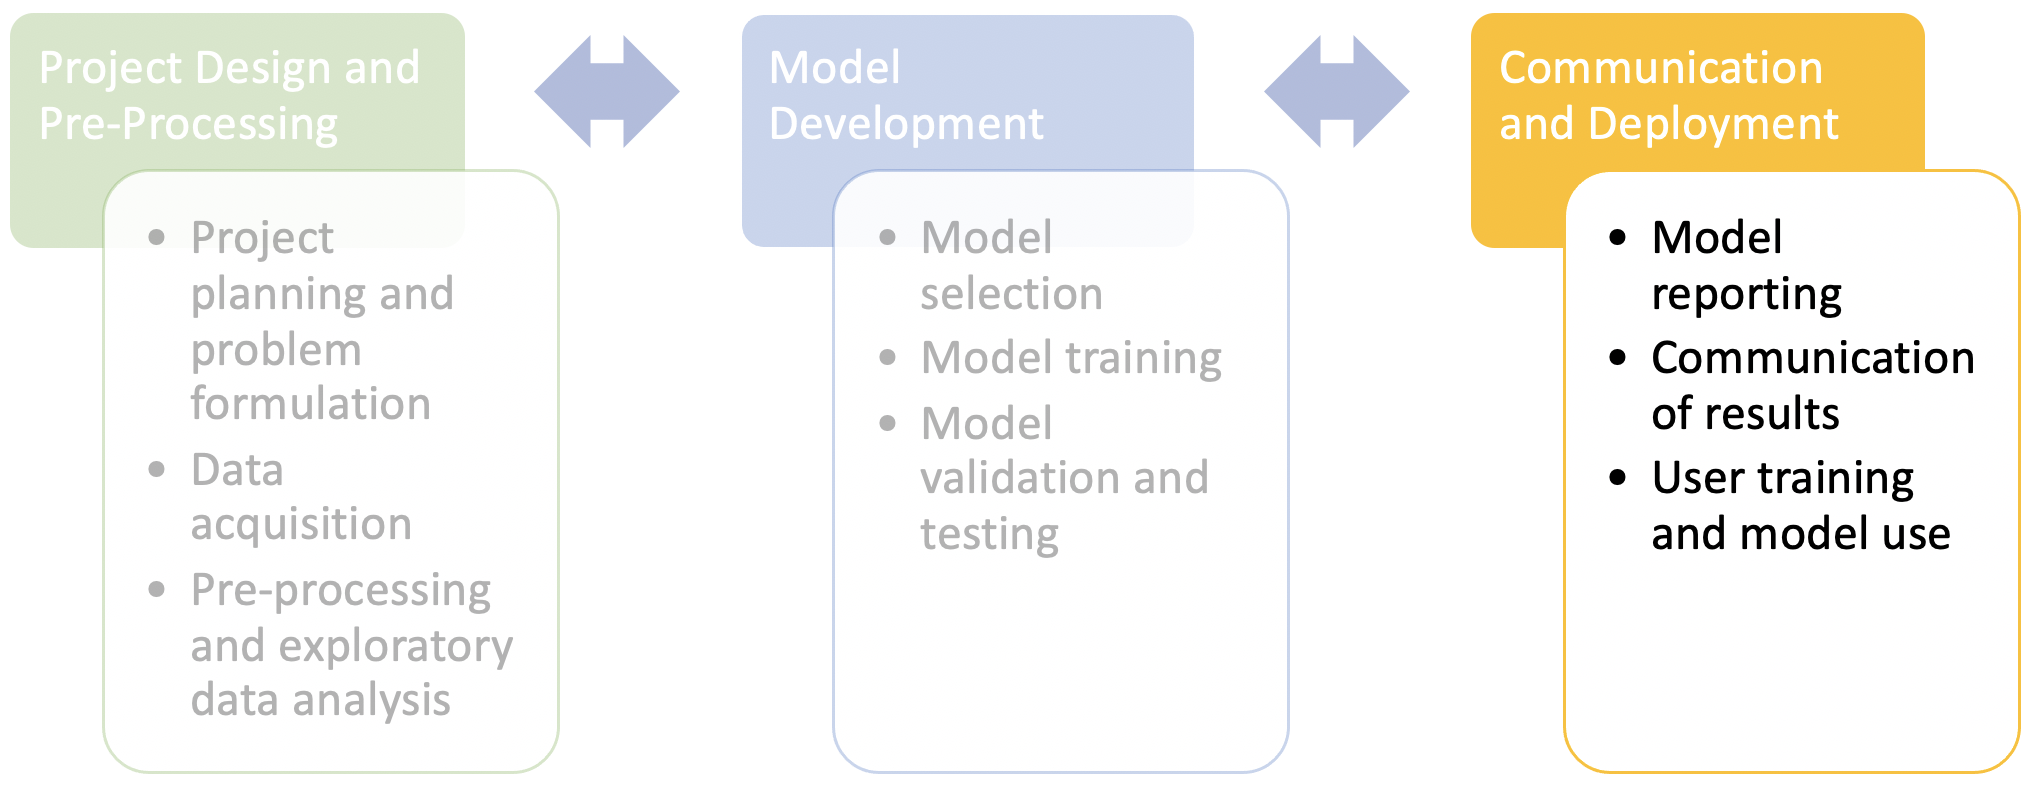 Project Design and
Pre-Processing
• Project
planning and
problem
formulation
• Data
acquisition
• Pre-processing
and exploratory
data analysis
Model
Development
• Model
selection
• Model training
• Model
validation and
testing
Communication
and Deployment
• Model
reporting
• Communication
of results
• User training
and model use